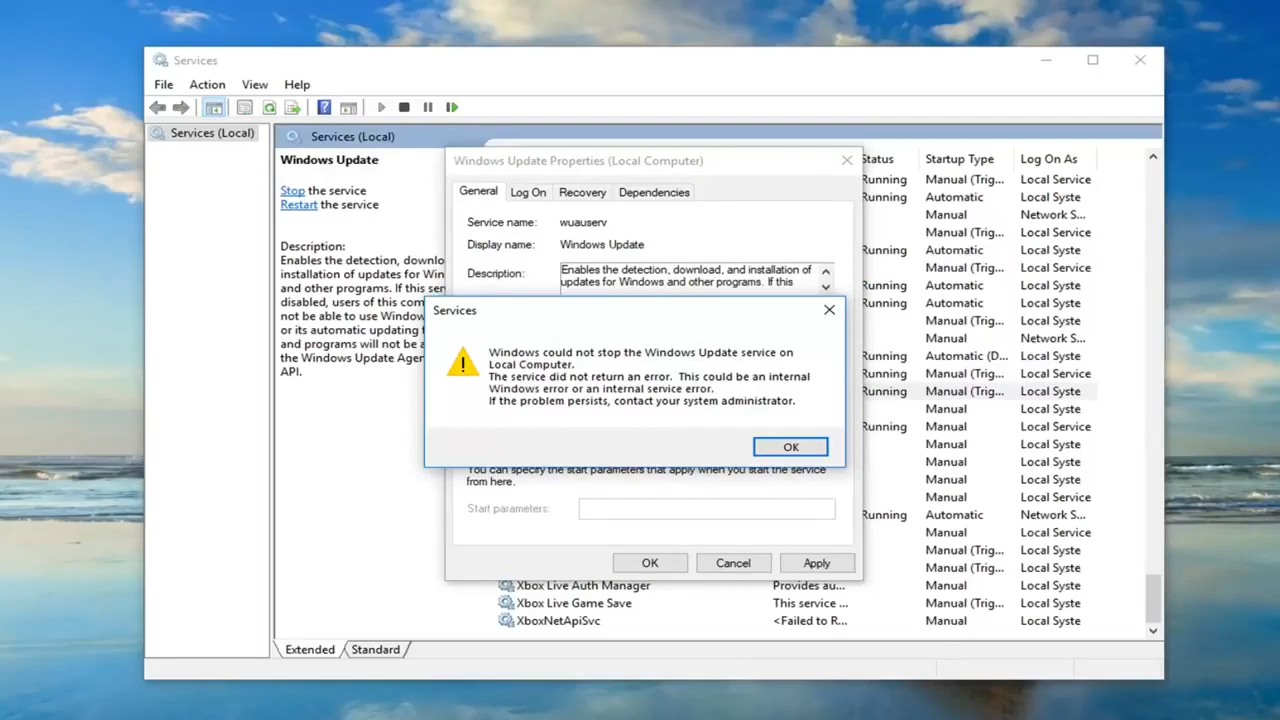 Services
File Action View Help
Services (Local)
Services (Local)
Windows Update
Stop the service
Restart the service
Description:
Enables the detection, downlo
installation of updates for Win
and other programs. If this ser
disabled, users of this com
not be able to use Window
or its automatic updating f
and programs will not be a
the Windows Update Agen
API.
Windows Update Properties (Local Computer)
General Log On Recovery Dependencies
Service name: wuauserv
Display name: Windows Update
Description: Enables the detection, download, and installation of
updates for Windows and other programs. If this
Services
Windows could not stop the Windows Update service on
Local Computer.
The service did not return an error. This could be an internal
Windows error or an internal service error.
If the problem persists, contact your system administrator.
OK
You can specify the start parameters that apply when you start the service
from here.
Start parameters:
OK Cancel Apply
tatus Startup Type Log On As
Running Manual (Trig... Local Service
Running Automatic Local Syste
Manual Network S...
Manual (Trig... Local Service
Running Automatic Local Syste
Manual (Trig... Local Service
Running Automatic Local Syste
Running Automatic Local Syste
Manual (Trig... Local Syste
Manual Network S...
Running Automatic (D... Local Syste
Running Manual (Trig... Local Syste
Running Manual (Trig... Local Syste
Manual Local Syste
Running Manual Local Service
Manual Local Syste
Manual Local Syste
Manual Local Syste
Manual Local Service
Running Automatic Network S...
Manual Local Service
Manual (Trig... Local Syste
Manual (Trig... Local Syste
Xbox Live Auth Manager Provides au... Manual Local Syste
Xbox Live Game Save This service ... Manual (Trig... Local Syste
XboxNetApiSvc <Failed to R... Manual Local Syste
Extended Standard